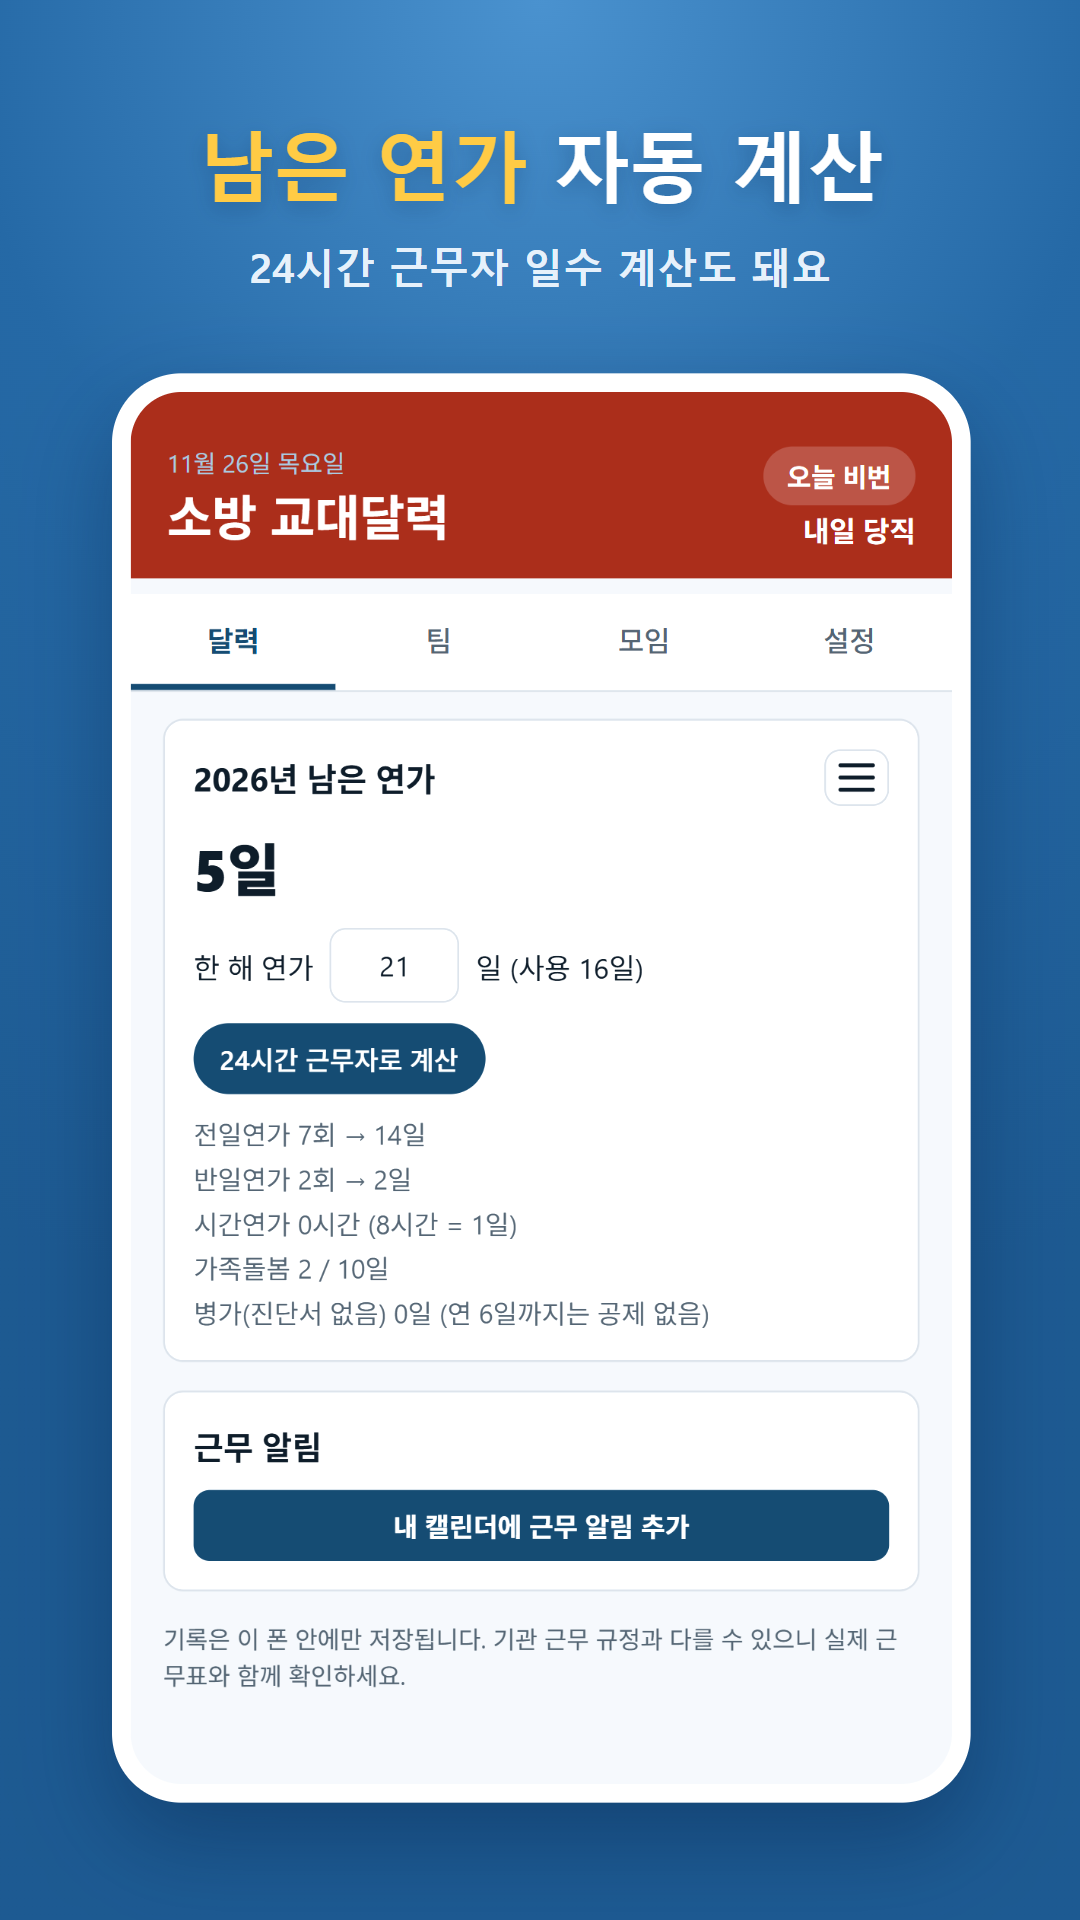 남은 연가 자동 계산
24시간 근무자 일수 계산도 돼요
11월 26일 목요일
소방 교대달력
오늘 비번
내일 당직
달력
팀
모임
설정
2026년 남은 연가
5일
한 해 연가 21 일 (사용 16일)
24시간 근무자로 계산
전일연가 7회 → 14일
반일연가 2회 → 2일
시간연가 0시간 (8시간 = 1일)
가족돌봄 2 / 10일
병가(진단서 없음) 0일 (연 6일까지는 공제 없음)
근무 알림
내 캘린더에 근무 알림 추가
기록은 이 폰 안에만 저장됩니다. 기관 근무 규정과 다를 수 있으니 실제 근
무표와 함께 확인하세요.